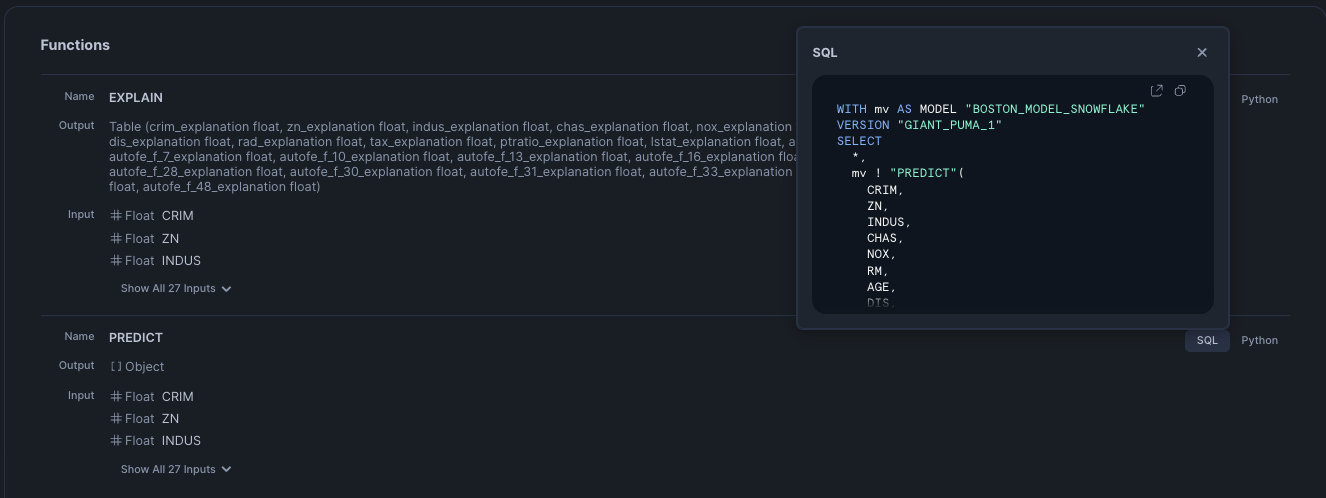 Functions
Name EXPLAIN
Output Table (crim_explanation float, zn_explanation float, indus_explanation float, chas_explanation float, nox_explanation
dis_explanation float, rad_explanation float, tax_explanation float, ptratio_explanation float, lstat_explanation float, a
autofe_f_7_explanation float, autofe_f_10_explanation float, autofe_f_13_explanation float, autofe_f_16_explanation floa
autofe_f_28_explanation float, autofe_f_30_explanation float, autofe_f_31_explanation float, autofe_f_33_explanation
float, autofe_f_48_explanation float)
Input # Float CRIM
# Float ZN
# Float INDUS
Show All 27 Inputs
Python
SQL
WITH mv AS MODEL "BOSTON_MODEL_SNOWFLAKE"
VERSION "GIANT_PUMA_1"
SELECT
*,
mv ! "PREDICT"(
CRIM,
ZN,
INDUS,
CHAS,
NOX,
RM,
AGE,
DIS,
Name PREDICT
SQL Python
Output [] Object
Input # Float CRIM
# Float ZN
# Float INDUS
Show All 27 Inputs